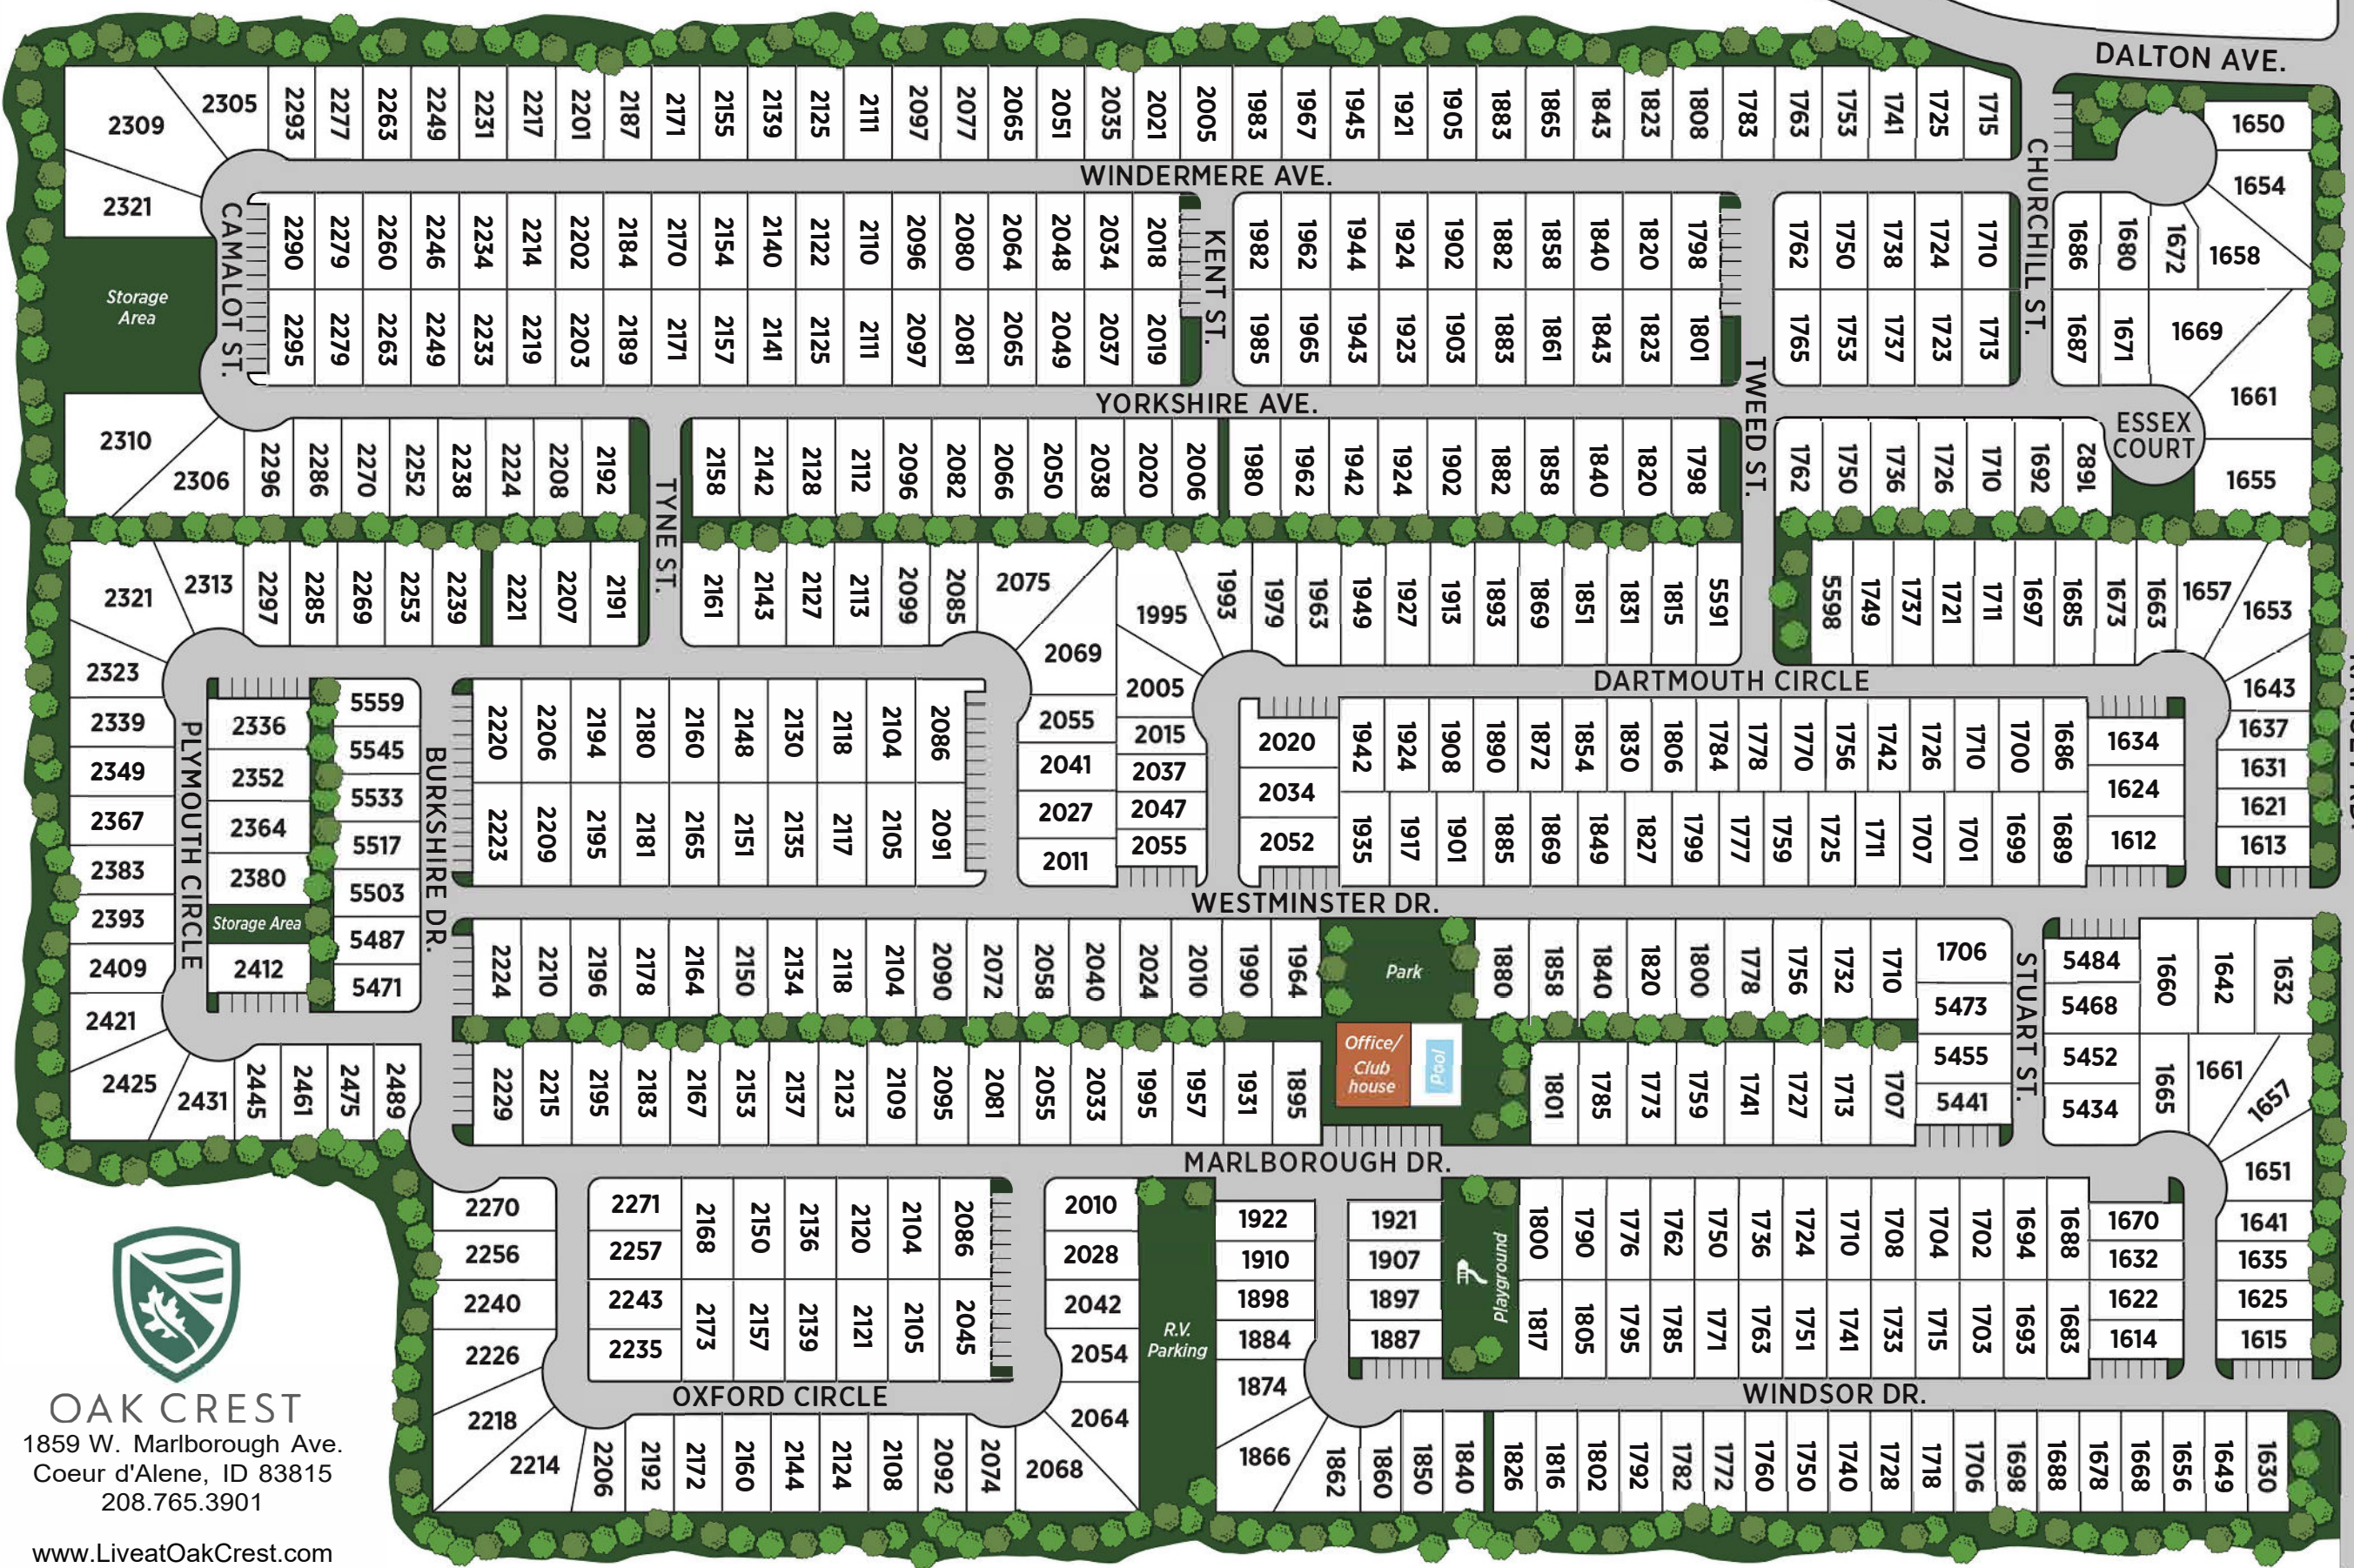 DALTON AVE.
2309
2305
2293 2277 2263 2249 2231 2217 2201 2187 2171 2155 2139 2125 2111 2097 2077 2065 2051 2035 2021 2005 1983 1967 1945 1921 1905 1883 1865 1843 1823 1808 1783 1763 1753 1741 1725 1715
1650
WINDERMERE AVE.
CHURCHILL ST.
1654
2321
CAMALOT ST.
2290 2279 2260 2246 2234 2214 2202 2184 2170 2154 2140 2122 2110 2096 2080 2064 2048 2034 2018
KENT ST.
1982 1962 1944 1924 1902 1882 1858 1840 1820 1798
1762 1750 1738 1724 1710
1686 1680 1672 1658
Storage
Area
2295 2279 2263 2249 2233 2219 2203 2189 2171 2157 2141 2125 2111 2097 2081 2065 2049 2037 2019
1985 1965 1943 1923 1903 1883 1861 1843 1823 1801
1765 1753 1737 1723 1713
1687 1671 1669
1661
YORKSHIRE AVE.
TWEED ST.
ESSEX
COURT
2310
2306
2296 2286 2270 2252 2238 2224 2208 2192
TYNE ST.
2158 2142 2128 2112 2096 2082 2066 2050 2038 2020 2006
1980 1962 1942 1924 1902 1882 1858 1840 1820 1798
1762 1750 1736 1726 1710 1692 1682
1655
2321
2313
2297 2285 2269 2253 2239 2221 2207 2191
2161 2143 2127 2113 2099 2085 2075
1995
1993 1979 1963 1949 1927 1913 1893 1869 1851 1831 1815 5591
5598 1749 1737 1721 1711 1697 1685 1673 1663 1657 1653
2069
2005
DARTMOUTH CIRCLE
1643
2323
2339
2349
2367
2383
2393
2409
2421
2425
PLYMOUTH CIRCLE
2336
2352
2364
2380
Storage Area
2412
5559
5545
5533
5517
5503
5487
5471
BURKSHIRE DR.
2220 2206 2194 2180 2160 2148 2130 2118 2104 2086
2223 2209 2195 2181 2165 2151 2135 2117 2105 2091
2055
2041
2027
2011
2015
2037
2047
2055
2020
2034
2052
1942 1924 1908 1890 1872 1854 1830 1806 1784 1778 1770 1756 1742 1726 1710 1700 1686
1935 1917 1901 1885 1869 1849 1827 1799 1777 1759 1725 1711 1707 1701 1699 1689
1634
1624
1612
1637
1631
1621
1613
WESTMINSTER DR.
2224 2210 2196 2178 2164 2150 2134 2118 2104 2090 2072 2058 2040 2024 2010 1990 1964
Park
1880 1858 1840 1820 1800 1778 1756 1732 1710
1706
5473
5455
5441
STUART ST.
5484
5468
5452
5434
1660 1642 1632
1665 1661 1657
1651
2431
2445 2461 2475 2489
2229 2215 2195 2183 2167 2153 2137 2123 2109 2095 2081 2055 2033 1995 1957 1931 1895
Office/
Club
house
Pool
1801 1785 1773 1759 1741 1727 1713 1707
MARLBOROUGH DR.
2270
2256
2240
2226
2218
2214
2271
2257
2243
2235
2168 2150 2136 2120 2104 2086
2173 2157 2139 2121 2105 2045
OXFORD CIRCLE
2010
2028
2042
2054
2064
2068
R.V.
Parking
1922
1910
1898
1884
1874
1866
1921
1907
1897
1887
Playground
1800 1790 1776 1762 1750 1736 1724 1710 1708 1704 1702 1694 1688
1817 1805 1795 1785 1771 1763 1751 1741 1733 1715 1703 1693 1683
1670
1632
1622
1614
1641
1635
1625
1615
WINDSOR DR.
2206 2192 2172 2160 2144 2124 2108 2092 2074
1862 1860 1850 1840 1826 1816 1802 1792 1782 1772 1760 1750 1740 1728 1718 1706 1698 1688 1678 1668 1656 1649 1630
OAK CREST
1859 W. Marlborough Ave.
Coeur d'Alene, ID 83815
208.765.3901
www.LiveatOakCrest.com